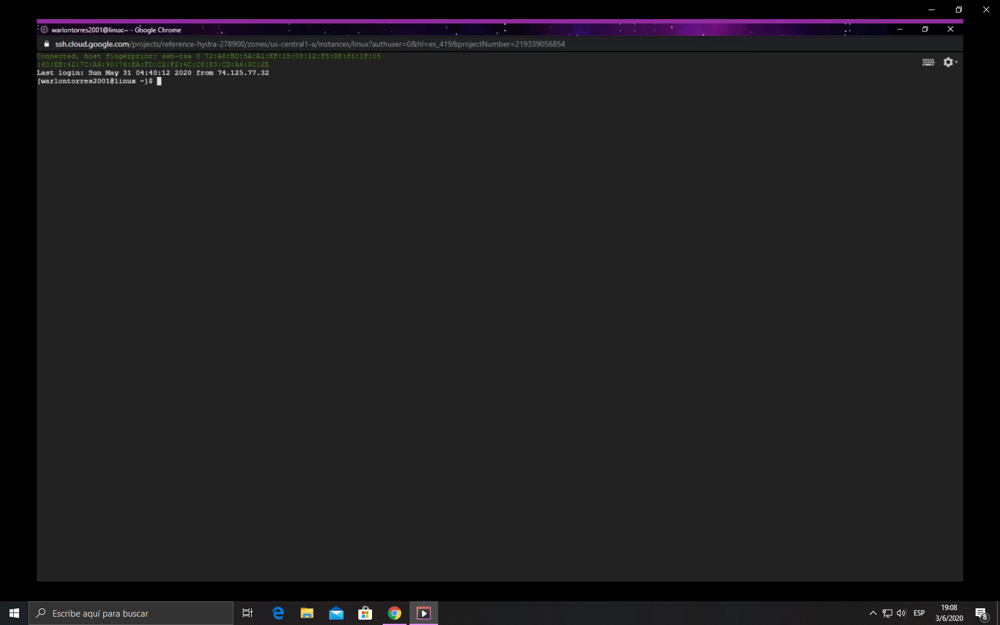 warlontorres2001@linux:~ - Google Chrome
ssh.cloud.google.com/projects/reference-hydra-278900/zones/us-central1-a/instances/linux?authuser=0&hl=es_419&projectNumber=219339056854
Connected, host fingerprint: ssh-rsa 0 72:A6:BD:5A:A1:EF:15:08:12:F5:D8:81:1F:05
:60:EB:42:7C:A6:90:76:EA:FD:C2:F2:4C:C8:83:CD:A6:5C:2E
Last login: Sun May 31 04:40:12 2020 from 74.125.77.32
[warlontorres2001@linux ~]$
Escribe aquí para buscar
ESP
19:08
3/6/2020
8